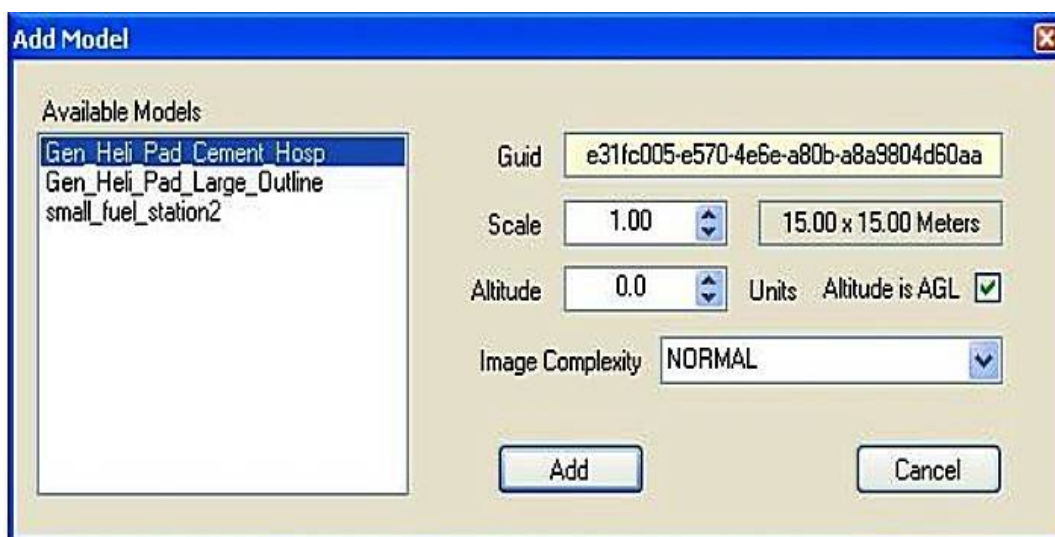 Add Model
Available Models
Gen_Heli_Pad_Cement_Hosp
Gen_Heli_Pad_Large_Outline
small_fuel_station2
Guid e31fc005-e570-4e6e-a80b-a8a9804d60aa
Scale 1.00 15.00 x 15.00 Meters
Altitude 0.0 Units Altitude is AGL
Image Complexity NORMAL
Add Cancel